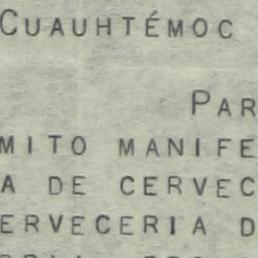 CUAUHTÉMOC
PAR
MITO MANIFE
A DE CERVEC
ERVECERIA D